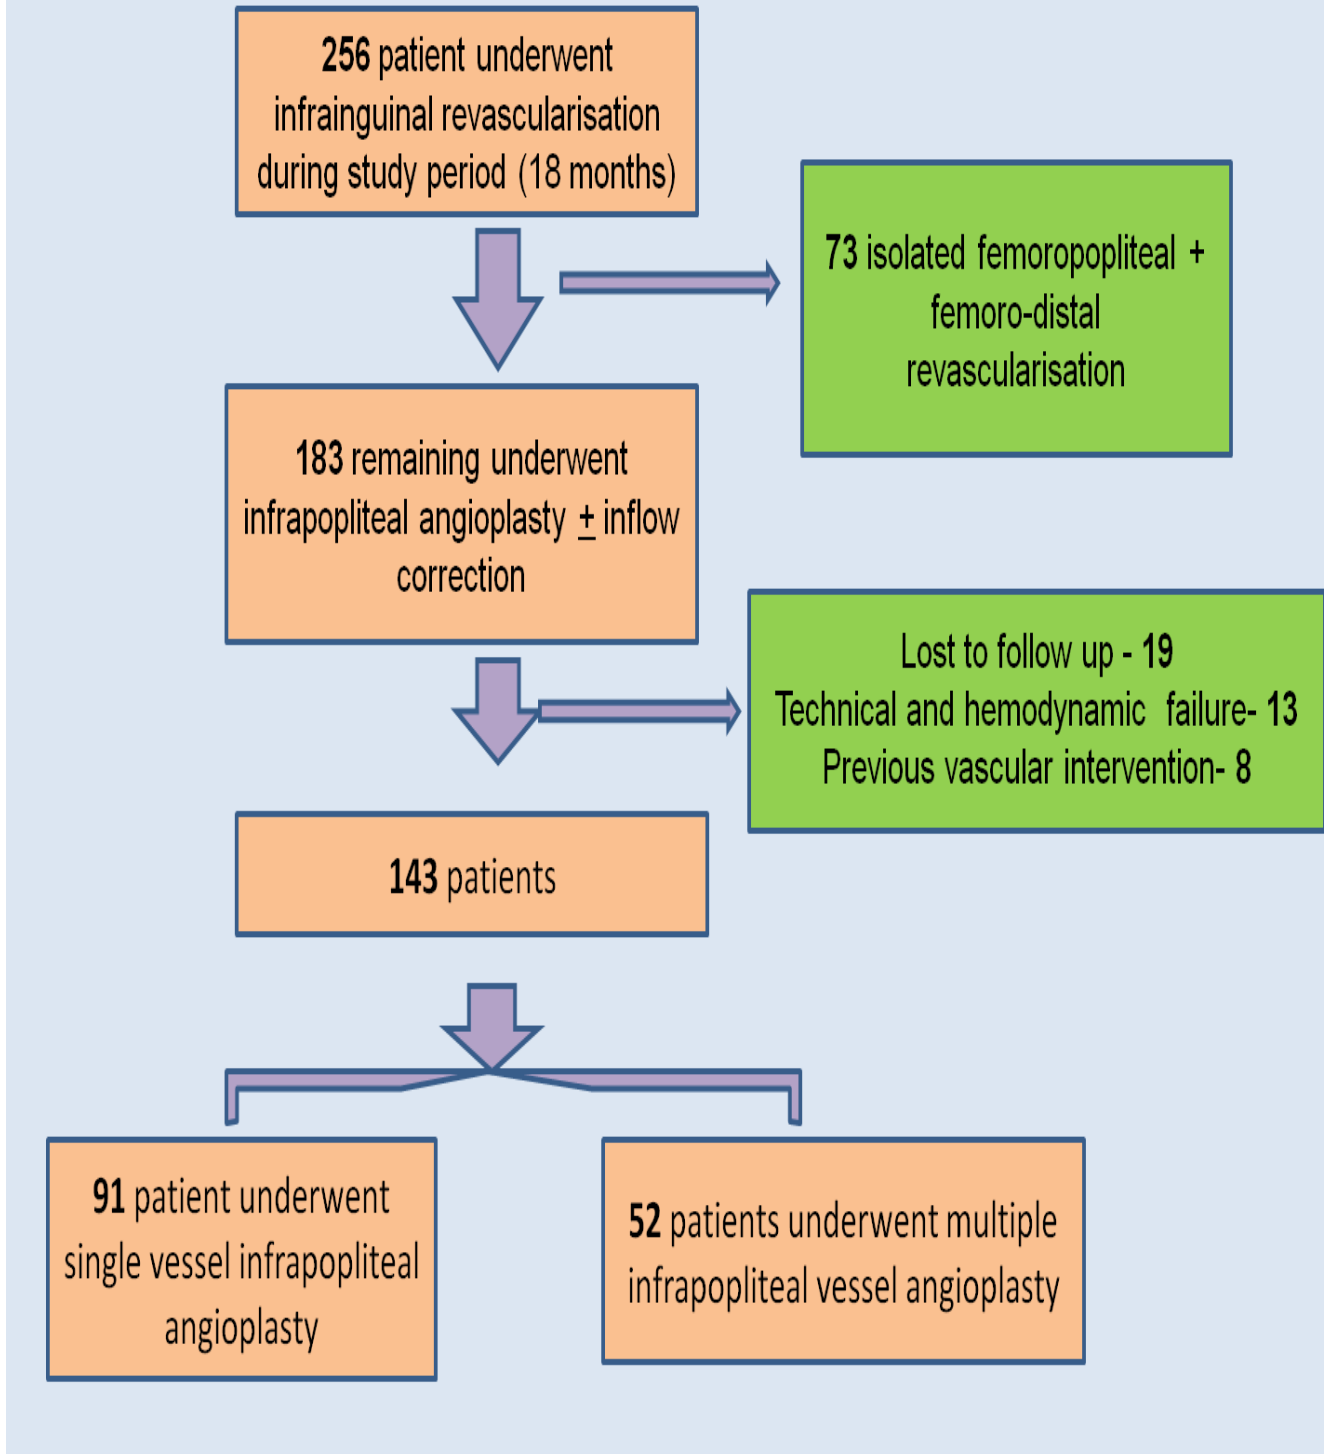 256 patient underwent
infrainguinal revascularisation
during study period (18 months)
73 isolated femoropopliteal +
femoro-distal
revascularisation
183 remaining underwent
infrapopliteal angioplasty ± inflow
correction
Lost to follow up - 19
Technical and hemodynamic failure- 13
Previous vascular intervention- 8
143 patients
91 patient underwent
single vessel infrapopliteal
angioplasty
52 patients underwent multiple
infrapopliteal vessel angioplasty